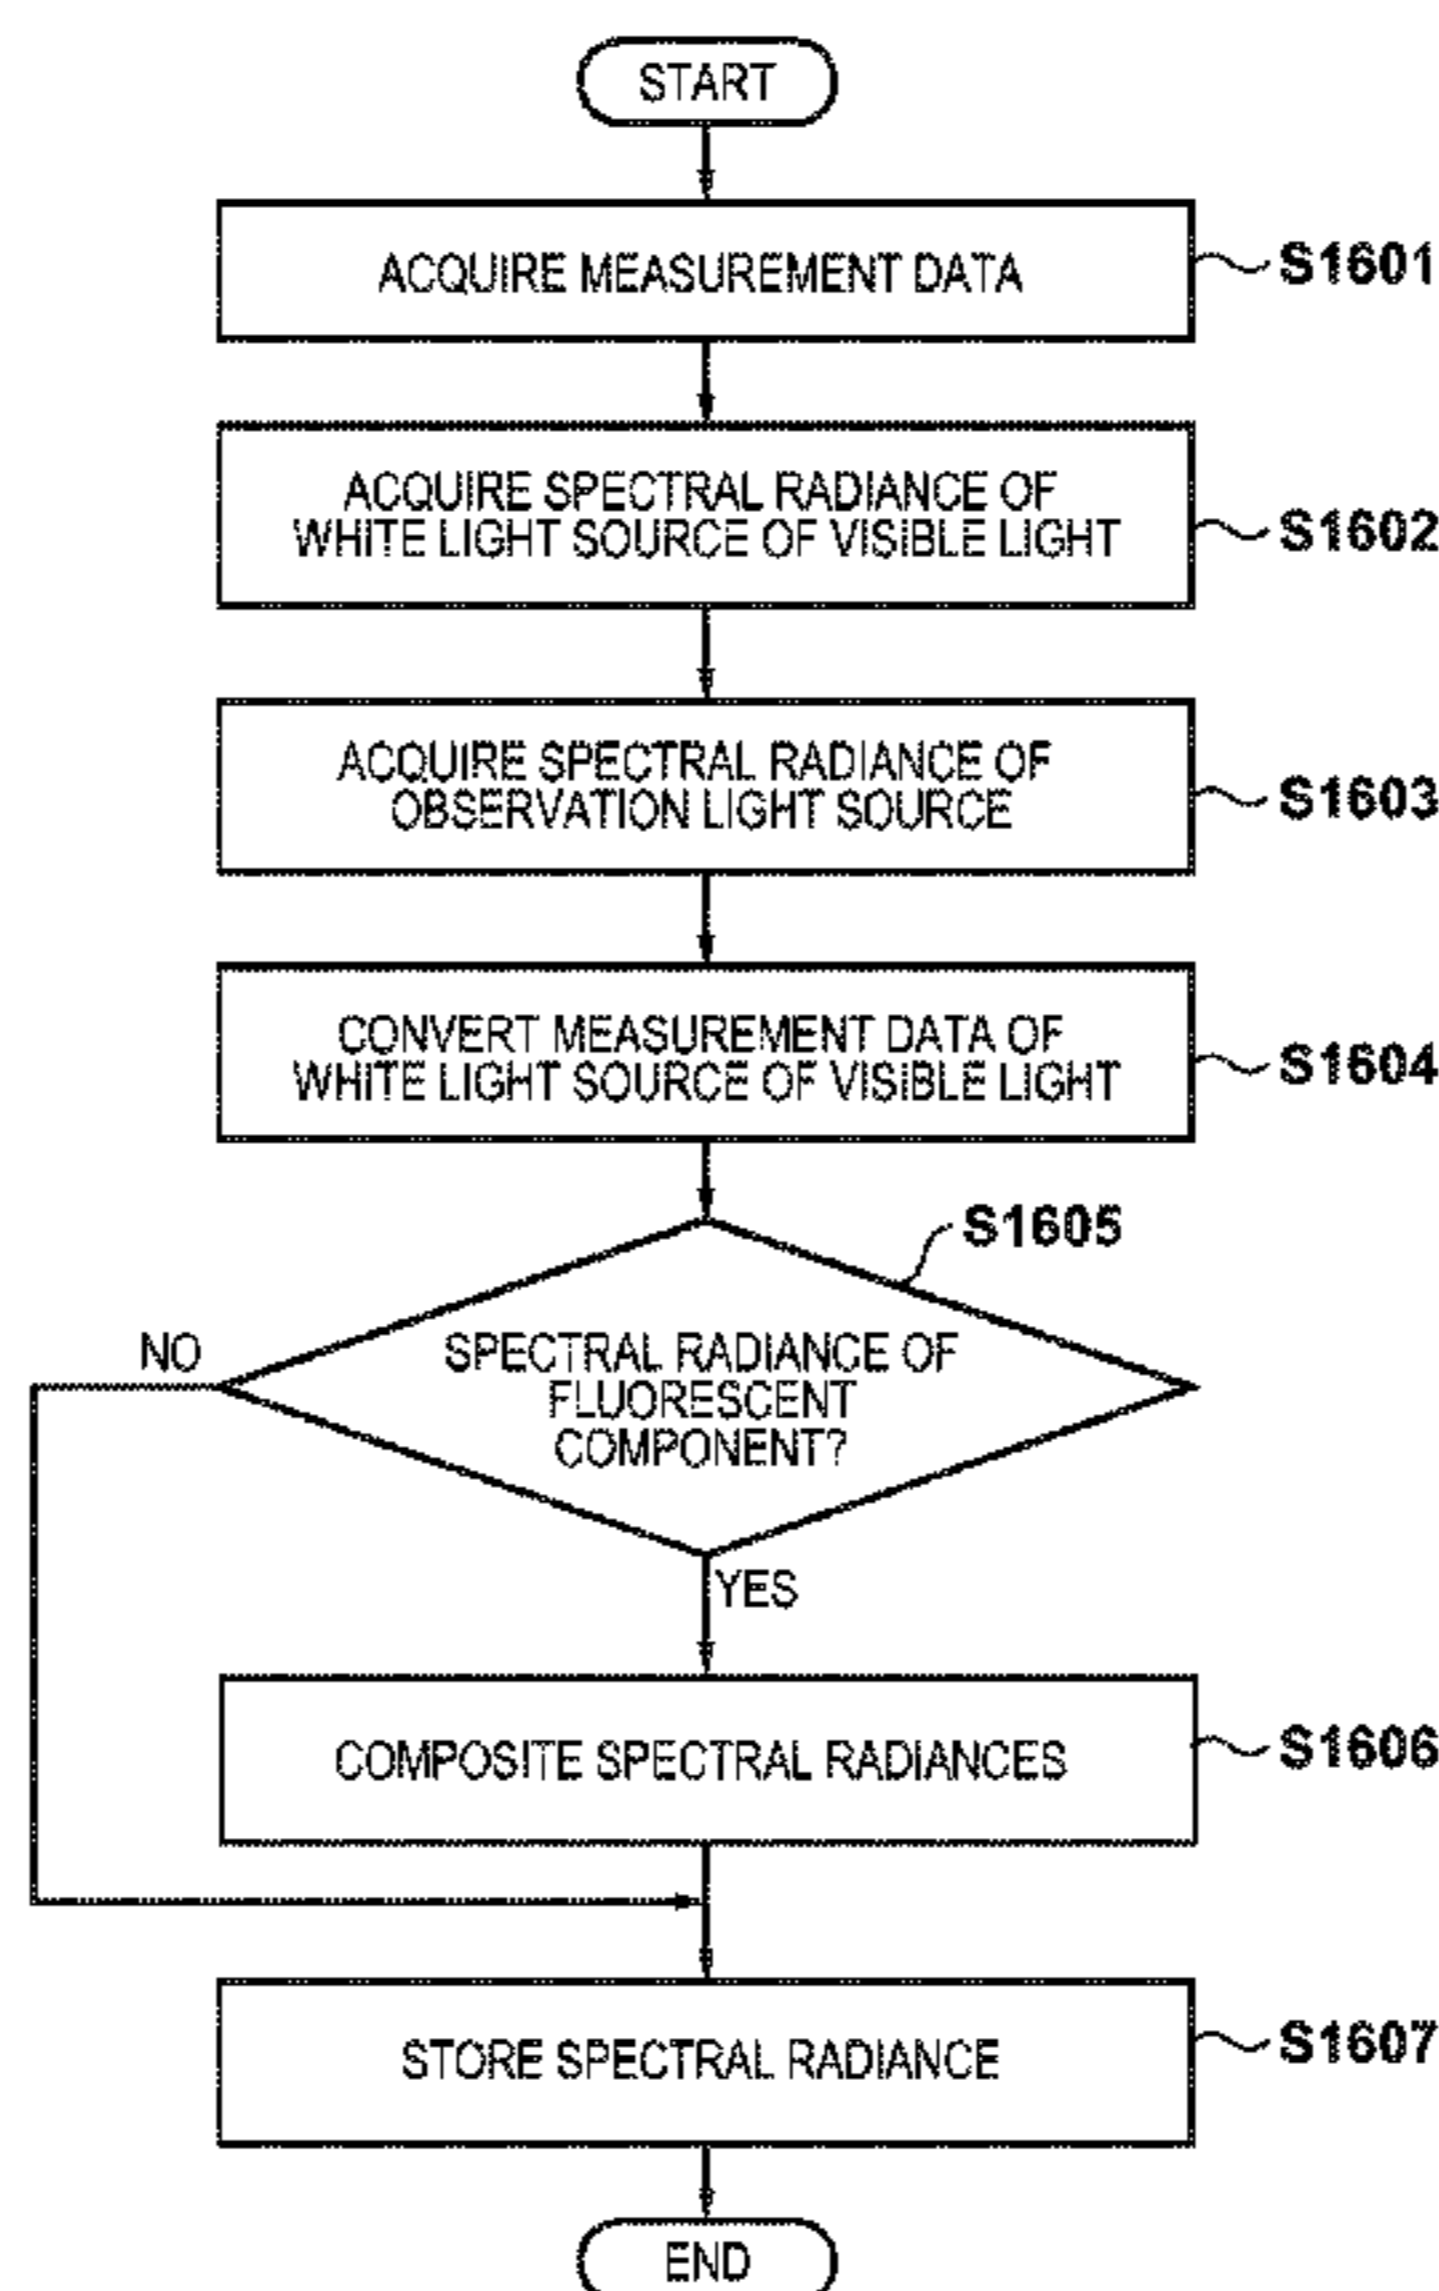 START
ACQUIRE MEASUREMENT DATA
S1601
ACQUIRE SPECTRAL RADIANCE OF
WHITE LIGHT SOURCE OF VISIBLE LIGHT
S1602
ACQUIRE SPECTRAL RADIANCE OF
OBSERVATION LIGHT SOURCE
S1603
CONVERT MEASUREMENT DATA OF
WHITE LIGHT SOURCE OF VISIBLE LIGHT
S1604
S1605
NO
SPECTRAL RADIANCE OF
FLUORESCENT
COMPONENT?
YES
COMPOSITE SPECTRAL RADIANCES
S1606
STORE SPECTRAL RADIANCE
S1607
END